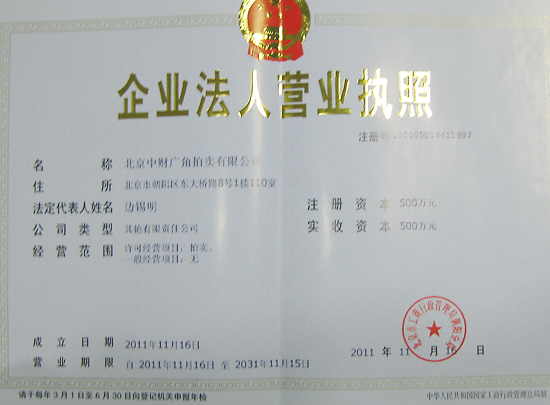 企业法人营业执照
注册号
名 称 北京中财广角拍卖有限公司
住 所 北京市朝阳区东大桥路8号1楼110室
法定代表人姓名 边锡明
注 册 资 本 500万元
公 司 类 型 其他有限责任公司
实 收 资 本 500万元
经 营 范 围 许可经营项目：拍卖、
一般经营项目：无
成 立 日 期 2011年11月16日
营 业 期 限 自 2011年11月16日 至 2031年11月15日
2011 年 11 月 16 日
请于每年3月1日至6月30日向登记机关申报年检
中华人民共和国国家工商行政管理总局制